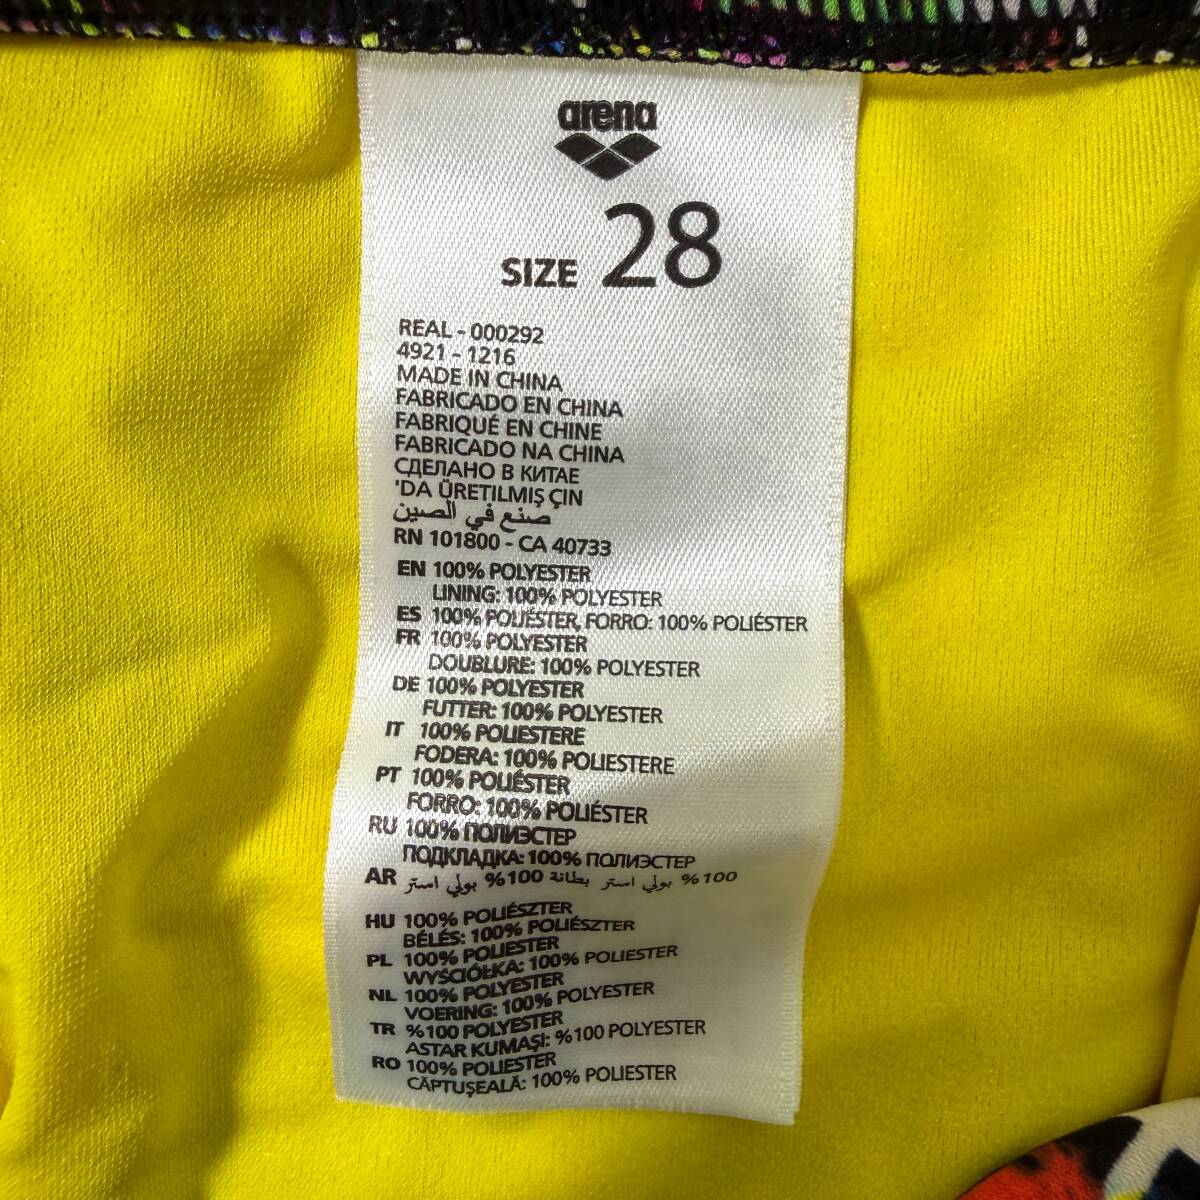 arena
SIZE 28
REAL - 000292
4921 - 1216
MADE IN CHINA
FABRICADO EN CHINA
FABRIQUÉ EN CHINE
FABRICADO NA CHINA
СДЕЛАНО В КИТАЕ
'DA ÜRETILMIŞ ÇIN
صنع في الصين
RN 101800 - CA 40733
EN 100% POLYESTER
LINING: 100% POLYESTER
ES 100% POLIÉSTER, FORRO: 100% POLIÉSTER
FR 100% POLYESTER
DOUBLURE: 100% POLYESTER
DE 100% POLYESTER
FUTTER: 100% POLYESTER
IT 100% POLIESTERE
FODERA: 100% POLIESTERE
PT 100% POLIÉSTER
FORRO: 100% POLIÉSTER
RU 100% ПОЛИЭСТЕР
ПОДКЛАДКА: 100% ПОЛИЭСТЕР
AR 100% بولي استر بطانة 100% بولي استر
HU 100% POLIÉSZTER
BÉLÉS: 100% POLIÉSZTER
PL 100% POLIESTER
WYŚCIÓŁKA: 100% POLIESTER
NL 100% POLYESTER
VOERING: 100% POLYESTER
TR %100 POLYESTER
ASTAR KUMAŞI: %100 POLYESTER
RO 100% POLIESTER
CĂPTUŞEALĂ: 100% POLIESTER